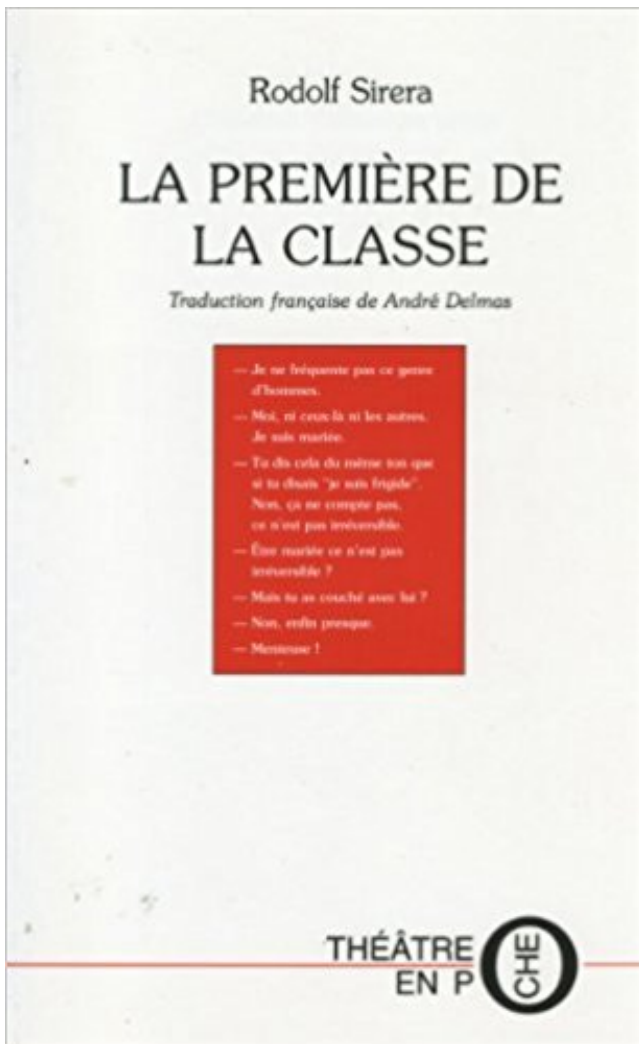 Rodolf Sirera
LA PREMIÈRE DE
LA CLASSE
Traduction française de André Delmas
— Je ne fréquente pas ce genre
d'hommes.
— Moi, ni ceux-là ni les autres.
Je suis mariée.
— Tu dis cela du même ton que
si tu disais "je suis frigide".
Non, ça ne compte pas,
ce n'est pas irréversible.
— Être mariée ce n'est pas
irréversible ?
— Mais tu as couché avec lui ?
— Non, enfin presque.
— Menteuse !
THÉÂTRE
EN POCHE